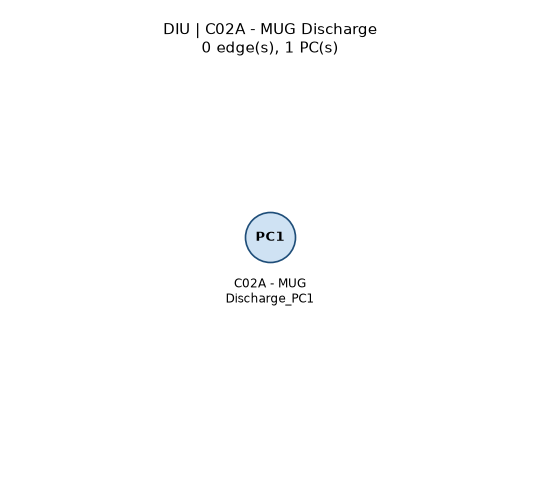 DIU | C02A - MUG Discharge
0 edge(s), 1 PC(s)
PC1
C02A - MUG
Discharge_PC1